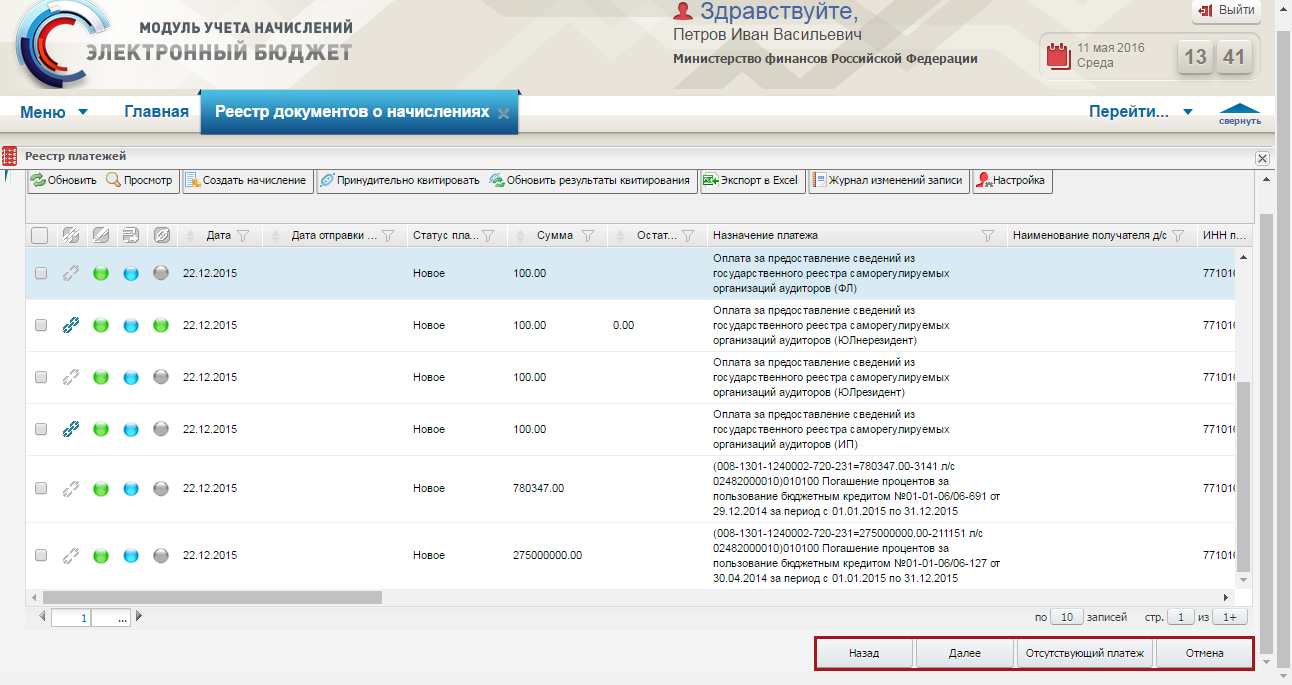 МОДУЛЬ УЧЕТА НАЧИСЛЕНИЙ
ЭЛЕКТРОННЫЙ БЮДЖЕТ
Здравствуйте,
Петров Иван Васильевич
Министерство финансов Российской Федерации
Выйти
11 мая 2016
Среда
13 41
Меню Главная Реестр документов о начислениях Перейти... свернуть
Реестр платежей
Обновить Просмотр Создать начисление Принудительно квитировать Обновить результаты квитирования Экспорт в Excel Журнал изменений записи Настройка
Дата Дата отправки ... Статус пла... Сумма Остат... Назначение платежа Наименование получателя д/с ИНН п...
Оплата за предоставление сведений из
22.12.2015 Новое 100.00 государственного реестра саморегулируемых 771016
организаций аудиторов (ФЛ)
Оплата за предоставление сведений из
22.12.2015 Новое 100.00 0.00 государственного реестра саморегулируемых 771016
организаций аудиторов (ЮЛнерезидент)
Оплата за предоставление сведений из
22.12.2015 Новое 100.00 государственного реестра саморегулируемых 771016
организаций аудиторов (ЮЛрезидент)
Оплата за предоставление сведений из
22.12.2015 Новое 100.00 государственного реестра саморегулируемых 771016
организаций аудиторов (ИП)
(008-1301-1240002-720-231=780347.00-3141 л/с
02482000010)010100 Погашение процентов за
22.12.2015 Новое 780347.00 771016
пользование бюджетным кредитом №01-01-06/06-691 от
29.12.2014 за период с 01.01.2015 по 31.12.2015
(008-1301-1240002-720-231=275000000.00-211151 л/с
02482000010)010100 Погашение процентов за
22.12.2015 Новое 275000000.00 771016
пользование бюджетным кредитом №01-01-06/06-127 от
30.04.2014 за период с 01.01.2015 по 31.12.2015
1 ... по 10 записей стр. 1 из 1+
Назад Далее Отсутствующий платеж Отмена